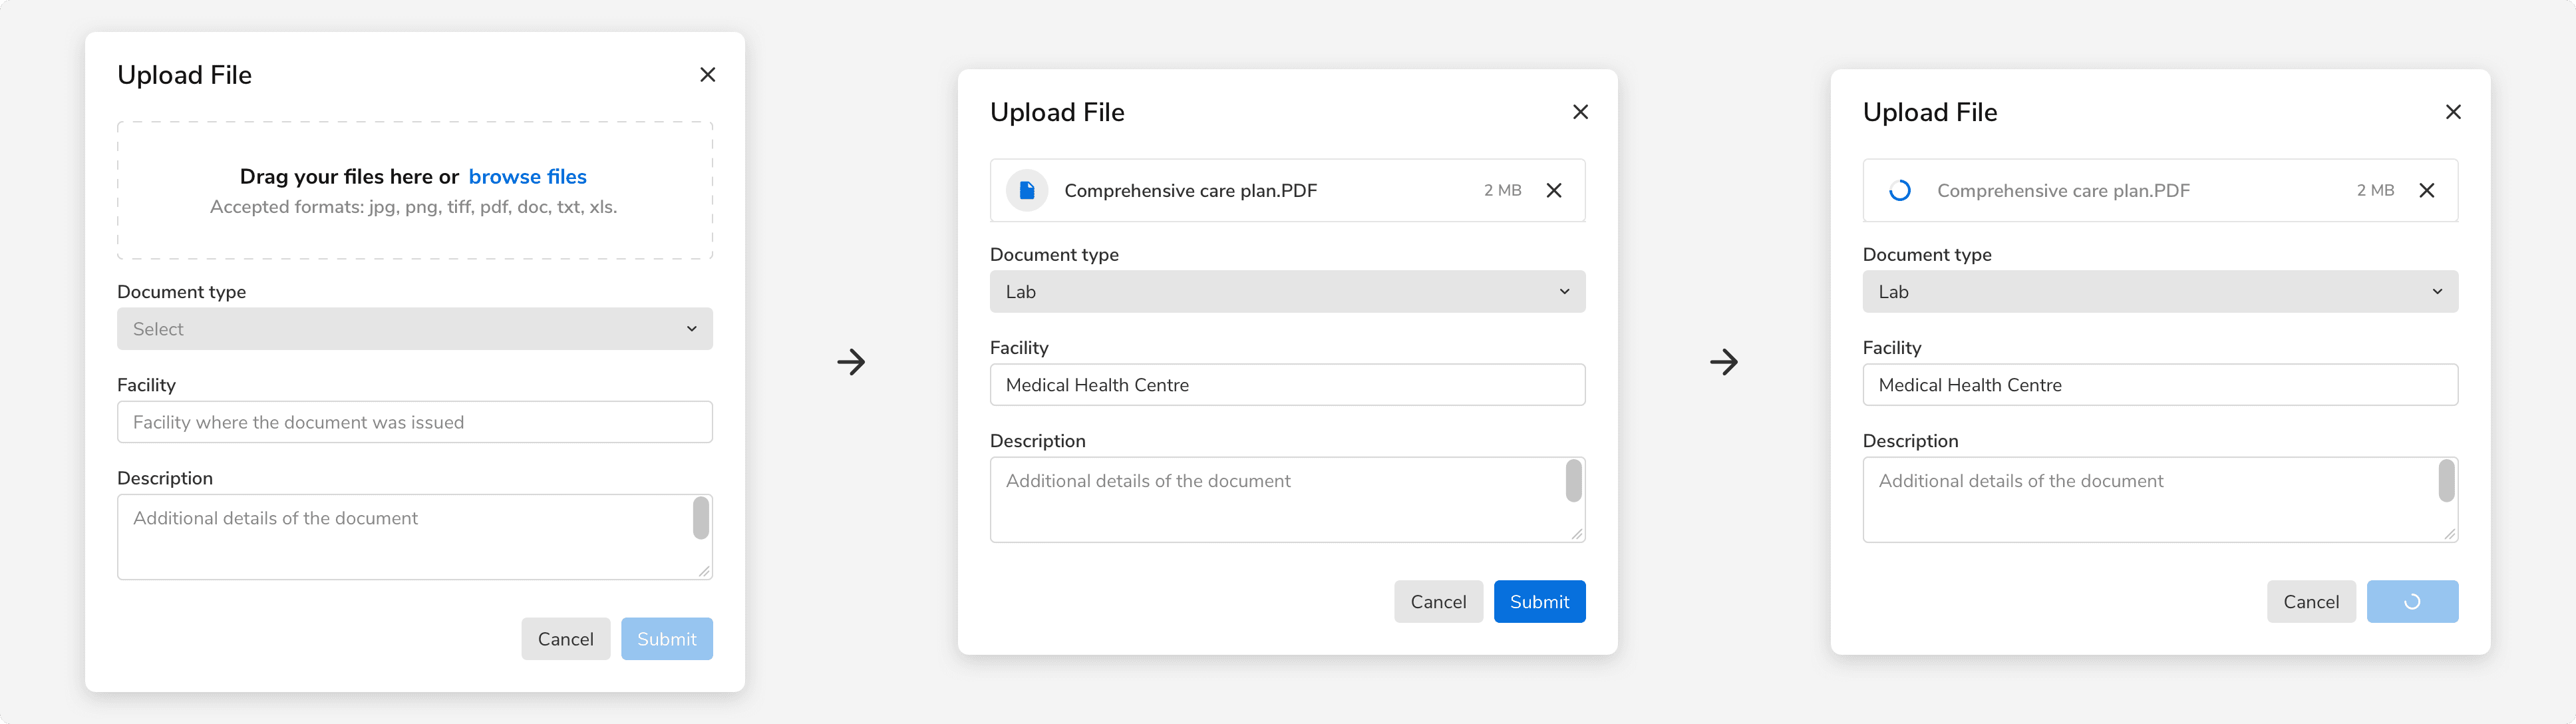 Upload File
Drag your files here or browse files
Accepted formats: jpg, png, tiff, pdf, doc, txt, xls.
Document type
Select
Facility
Facility where the document was issued
Description
Additional details of the document
Cancel Submit
Upload File
Comprehensive care plan.PDF 2 MB
Document type
Lab
Facility
Medical Health Centre
Description
Additional details of the document
Cancel Submit
Upload File
Comprehensive care plan.PDF 2 MB
Document type
Lab
Facility
Medical Health Centre
Description
Additional details of the document
Cancel